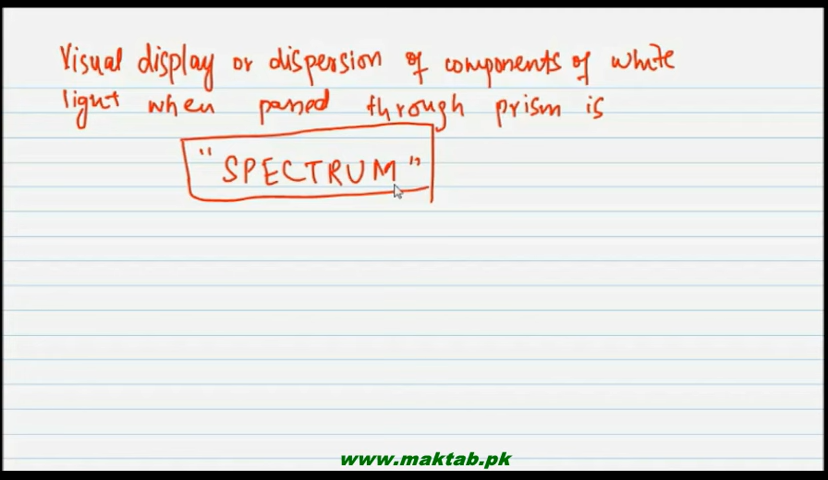 Visual display or dispersion of components of white
light when passed through prism is
"SPECTRUM"
www.maktab.pk